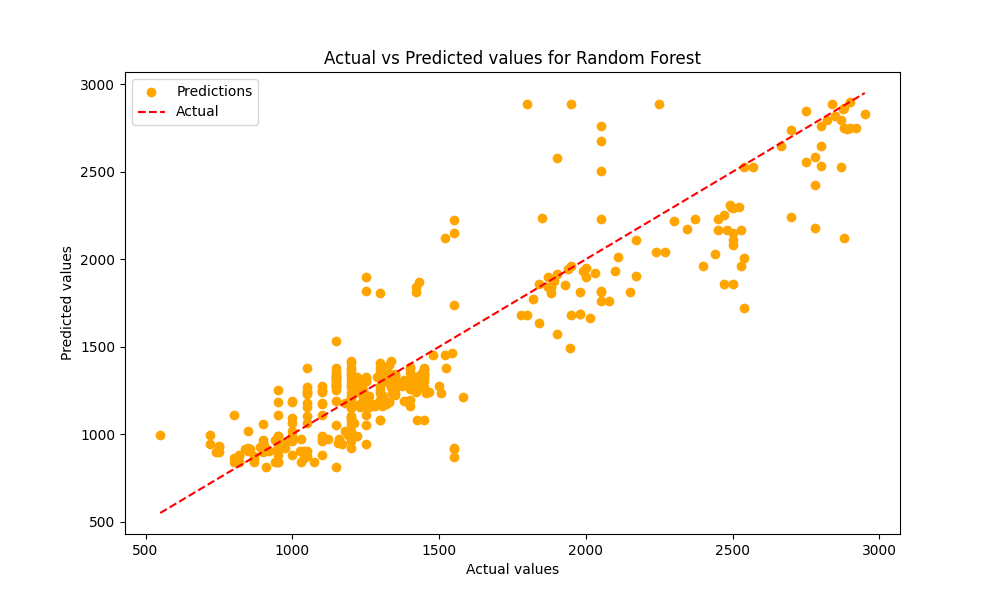 Actual vs Predicted values for Random Forest
3000
2500
2000
1500
1000
500
Predicted values
Predictions
Actual
500
1000
1500
2000
2500
3000
Actual values